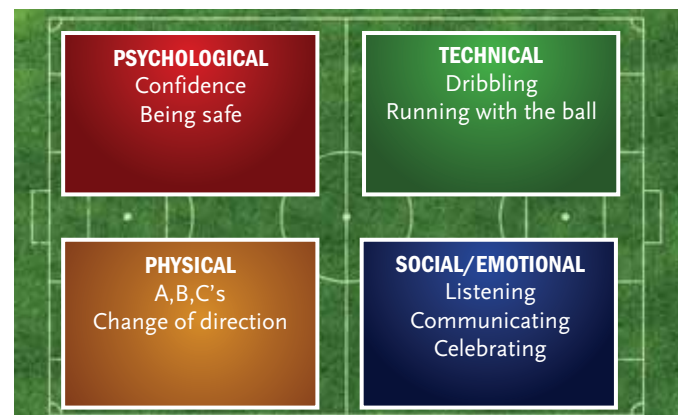 PSYCHOLOGICAL
Confidence
Being safe
TECHNICAL
Dribbling
Running with the ball
PHYSICAL
A,B,C's
Change of direction
SOCIAL/EMOTIONAL
Listening
Communicating
Celebrating